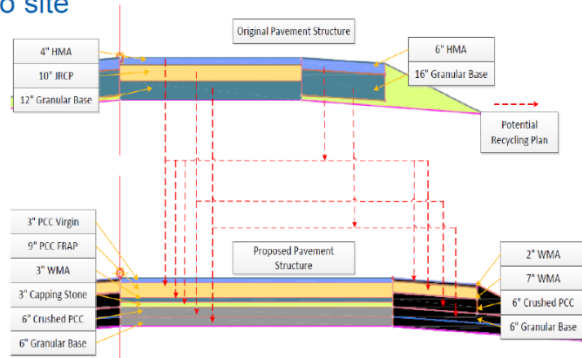 o site
Original Pavement Structure
4" HMA
10" JRCP
12" Granular Base
6" HMA
16" Granular Base
Potential
Recycling Plan
3" PCC Virgin
9" PCC FRAP
3" WMA
3" Capping Stone
6" Crushed PCC
6" Granular Base
Proposed Pavement
Structure
2" WMA
7" WMA
6" Crushed PCC
6" Granular Base